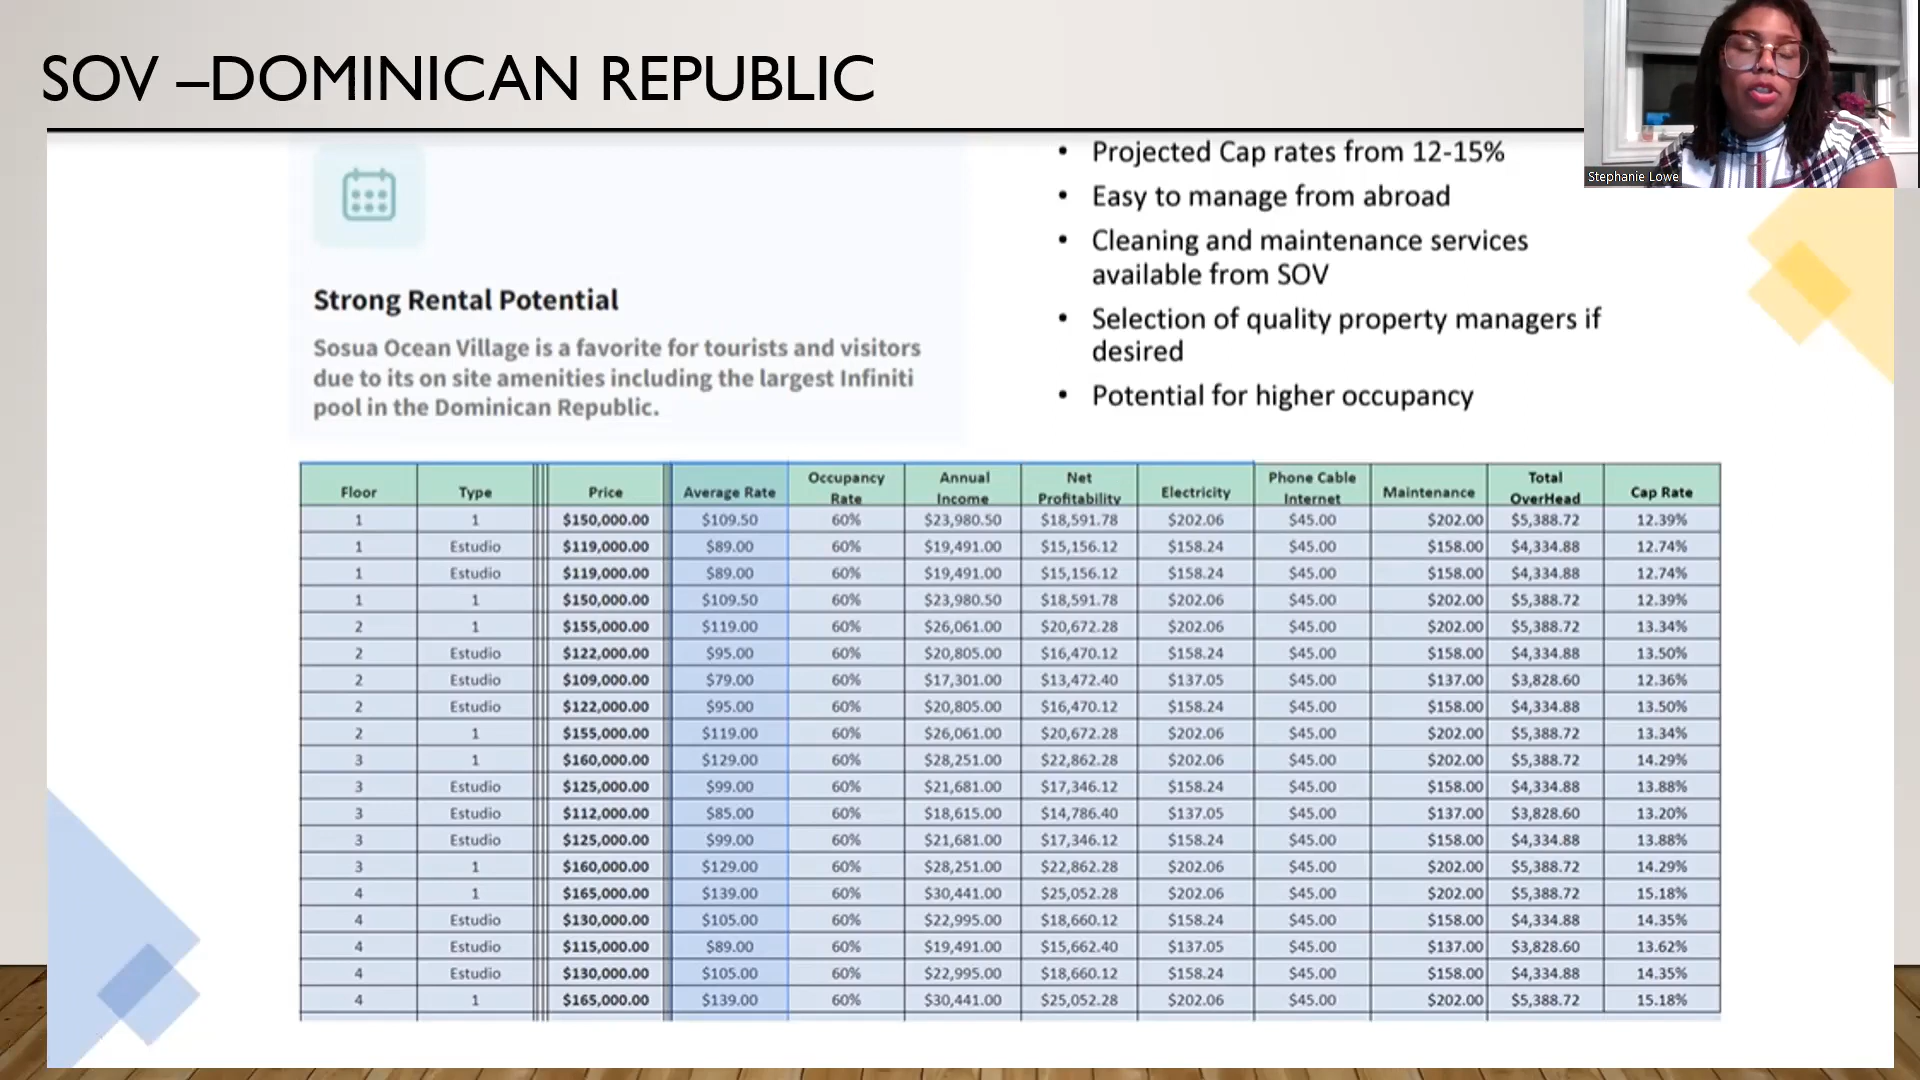 SOV –DOMINICAN REPUBLIC
Stephanie Lowe
Strong Rental Potential
Sosua Ocean Village is a favorite for tourists and visitors
due to its on site amenities including the largest Infiniti
pool in the Dominican Republic.
• Projected Cap rates from 12-15%
• Easy to manage from abroad
• Cleaning and maintenance services
available from SOV
• Selection of quality property managers if
desired
• Potential for higher occupancy
Floor Type Price Average Rate Occupancy Rate Annual Income Net Profitability Electricity Phone Cable Internet Maintenance Total OverHead Cap Rate
1 1 $150,000.00 $109.50 60% $23,980.50 $18,591.78 $202.06 $45.00 $202.00 $5,388.72 12.39%
1 Estudio $119,000.00 $89.00 60% $19,491.00 $15,156.12 $158.24 $45.00 $158.00 $4,334.88 12.74%
1 Estudio $119,000.00 $89.00 60% $19,491.00 $15,156.12 $158.24 $45.00 $158.00 $4,334.88 12.74%
1 1 $150,000.00 $109.50 60% $23,980.50 $18,591.78 $202.06 $45.00 $202.00 $5,388.72 12.39%
2 1 $155,000.00 $119.00 60% $26,061.00 $20,672.28 $202.06 $45.00 $202.00 $5,388.72 13.34%
2 Estudio $122,000.00 $95.00 60% $20,805.00 $16,470.12 $158.24 $45.00 $158.00 $4,334.88 13.50%
2 Estudio $109,000.00 $79.00 60% $17,301.00 $13,472.40 $137.05 $45.00 $137.00 $3,828.60 12.36%
2 Estudio $122,000.00 $95.00 60% $20,805.00 $16,470.12 $158.24 $45.00 $158.00 $4,334.88 13.50%
2 1 $155,000.00 $119.00 60% $26,061.00 $20,672.28 $202.06 $45.00 $202.00 $5,388.72 13.34%
3 1 $160,000.00 $129.00 60% $28,251.00 $22,862.28 $202.06 $45.00 $202.00 $5,388.72 14.29%
3 Estudio $125,000.00 $99.00 60% $21,681.00 $17,346.12 $158.24 $45.00 $158.00 $4,334.88 13.88%
3 Estudio $112,000.00 $85.00 60% $18,615.00 $14,786.40 $137.05 $45.00 $137.00 $3,828.60 13.20%
3 Estudio $125,000.00 $99.00 60% $21,681.00 $17,346.12 $158.24 $45.00 $158.00 $4,334.88 13.88%
3 1 $160,000.00 $129.00 60% $28,251.00 $22,862.28 $202.06 $45.00 $202.00 $5,388.72 14.29%
4 1 $165,000.00 $139.00 60% $30,441.00 $25,052.28 $202.06 $45.00 $202.00 $5,388.72 15.18%
4 Estudio $130,000.00 $105.00 60% $22,995.00 $18,660.12 $158.24 $45.00 $158.00 $4,334.88 14.35%
4 Estudio $115,000.00 $89.00 60% $19,491.00 $15,662.40 $137.05 $45.00 $137.00 $3,828.60 13.62%
4 Estudio $130,000.00 $105.00 60% $22,995.00 $18,660.12 $158.24 $45.00 $158.00 $4,334.88 14.35%
4 1 $165,000.00 $139.00 60% $30,441.00 $25,052.28 $202.06 $45.00 $202.00 $5,388.72 15.18%